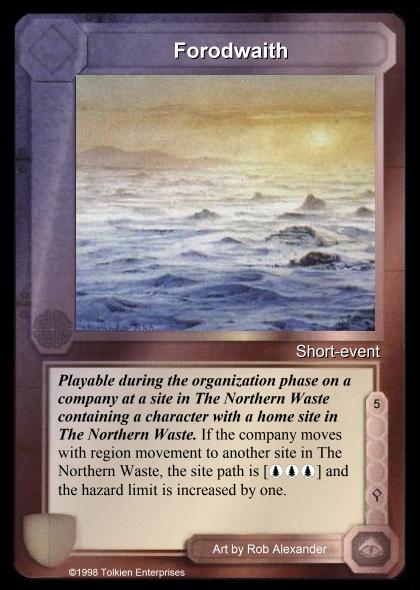 Forodwaith
Short-event
Playable during the organization phase on a
company at a site in The Northern Waste
containing a character with a home site in
The Northern Waste. If the company moves
with region movement to another site in The
Northern Waste, the site path is [ ] and
the hazard limit is increased by one.
5
Art by Rob Alexander
©1998 Tolkien Enterprises